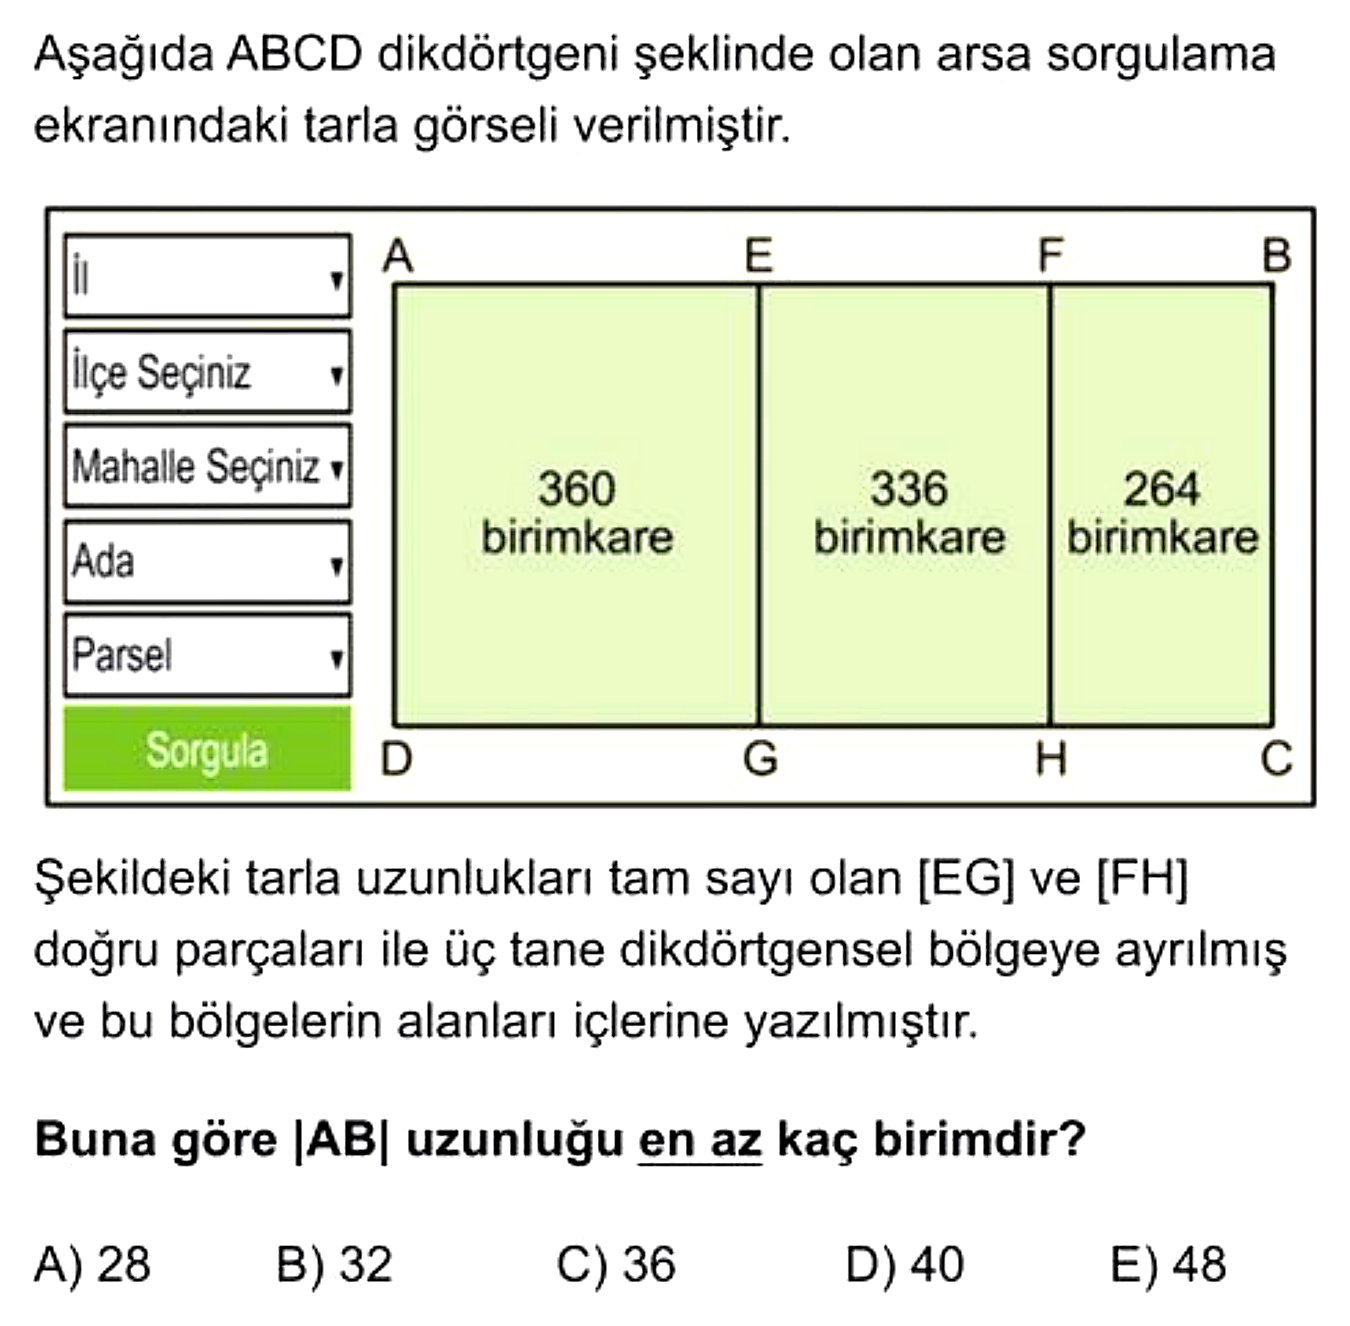 Aşağıda ABCD dikdörtgeni şeklinde olan arsa sorgulama
ekranındaki tarla görseli verilmiştir.
İl
İlçe Seçiniz
Mahalle Seçiniz
Ada
Parsel
Sorgula
A E F B
360 336 264
birimkare birimkare birimkare
D G H C
Şekildeki tarla uzunlukları tam sayı olan [EG] ve [FH]
doğru parçaları ile üç tane dikdörtgensel bölgeye ayrılmış
ve bu bölgelerin alanları içlerine yazılmıştır.
Buna göre |AB| uzunluğu en az kaç birimdir?
A) 28 B) 32 C) 36 D) 40 E) 48